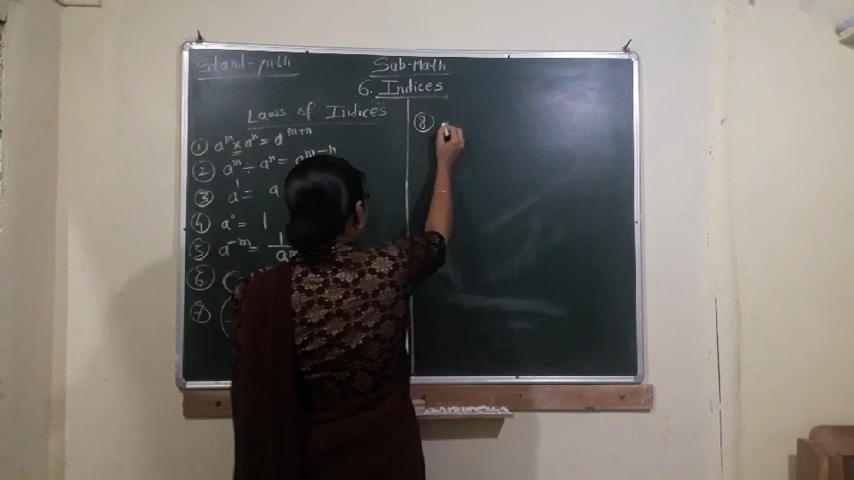 Stand-7th
Sub-Math
6. Indices
Laws of Indices
① aᵐ × aⁿ = aᵐ⁺ⁿ
② aᵐ ÷ aⁿ = aᵐ⁻ⁿ
③ a¹ = a
④ a⁰ = 1
⑤ a⁻ᵐ = 1/aᵐ
⑥ (
⑦ (
⑧